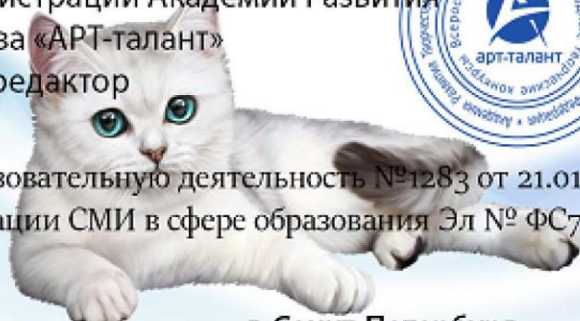 истрации Академии Развития
ва «АРТ-талант»
редактор
арт-талант
зовательную деятельность №1283 от 21.01
ации СМИ в сфере образования Эл № ФС7